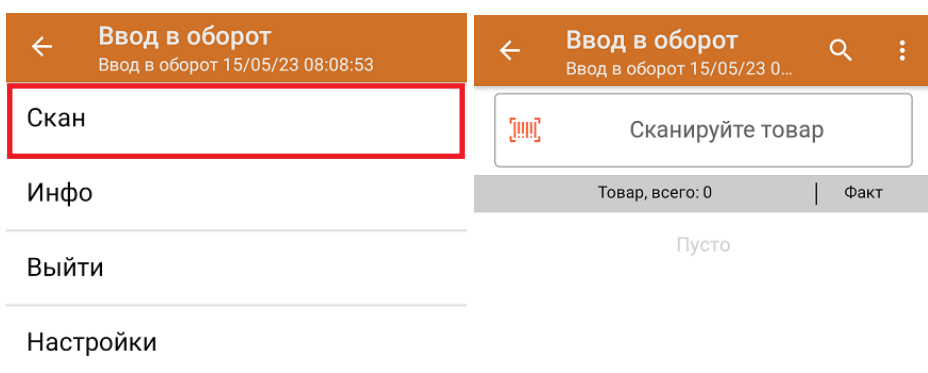 Ввод в оборот
Ввод в оборот 15/05/23 08:08:53
Скан
Инфо
Выйти
Настройки
Ввод в оборот
Ввод в оборот 15/05/23 0...
Сканируйте товар
Товар, всего: 0 | Факт
Пусто